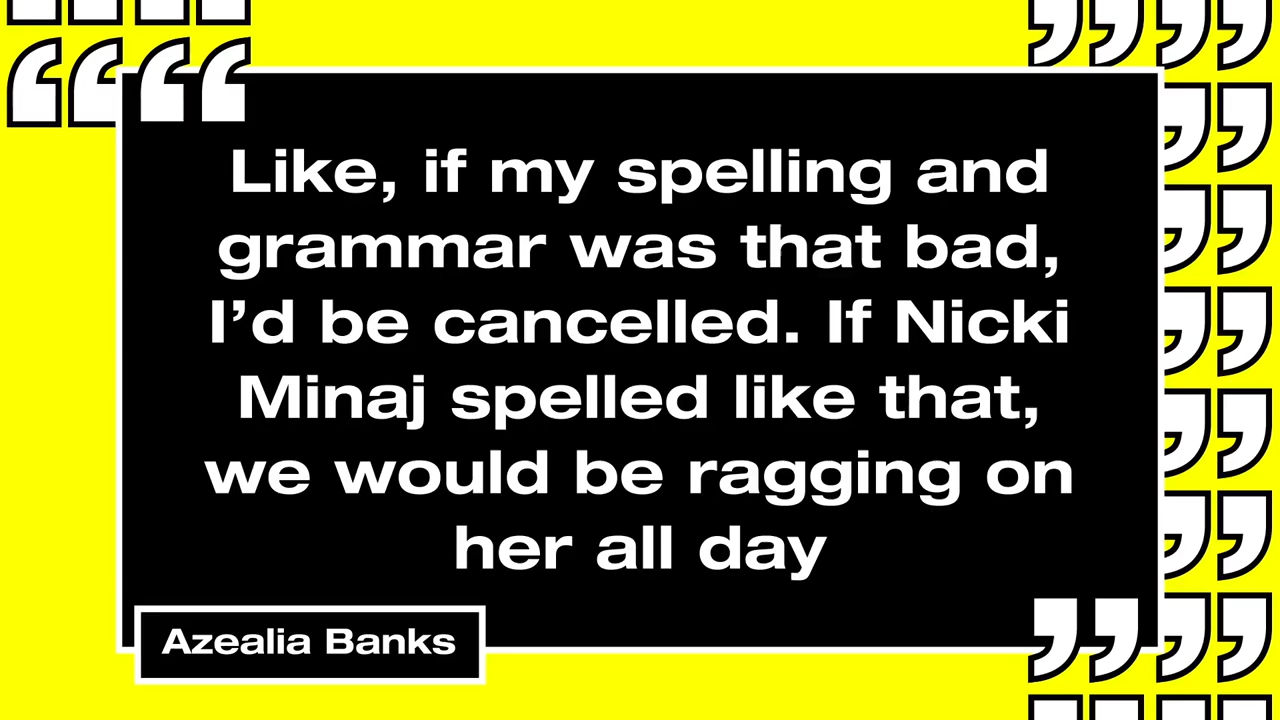 Like, if my spelling and
grammar was that bad,
I’d be cancelled. If Nicki
Minaj spelled like that,
we would be ragging on
her all day
Azealia Banks